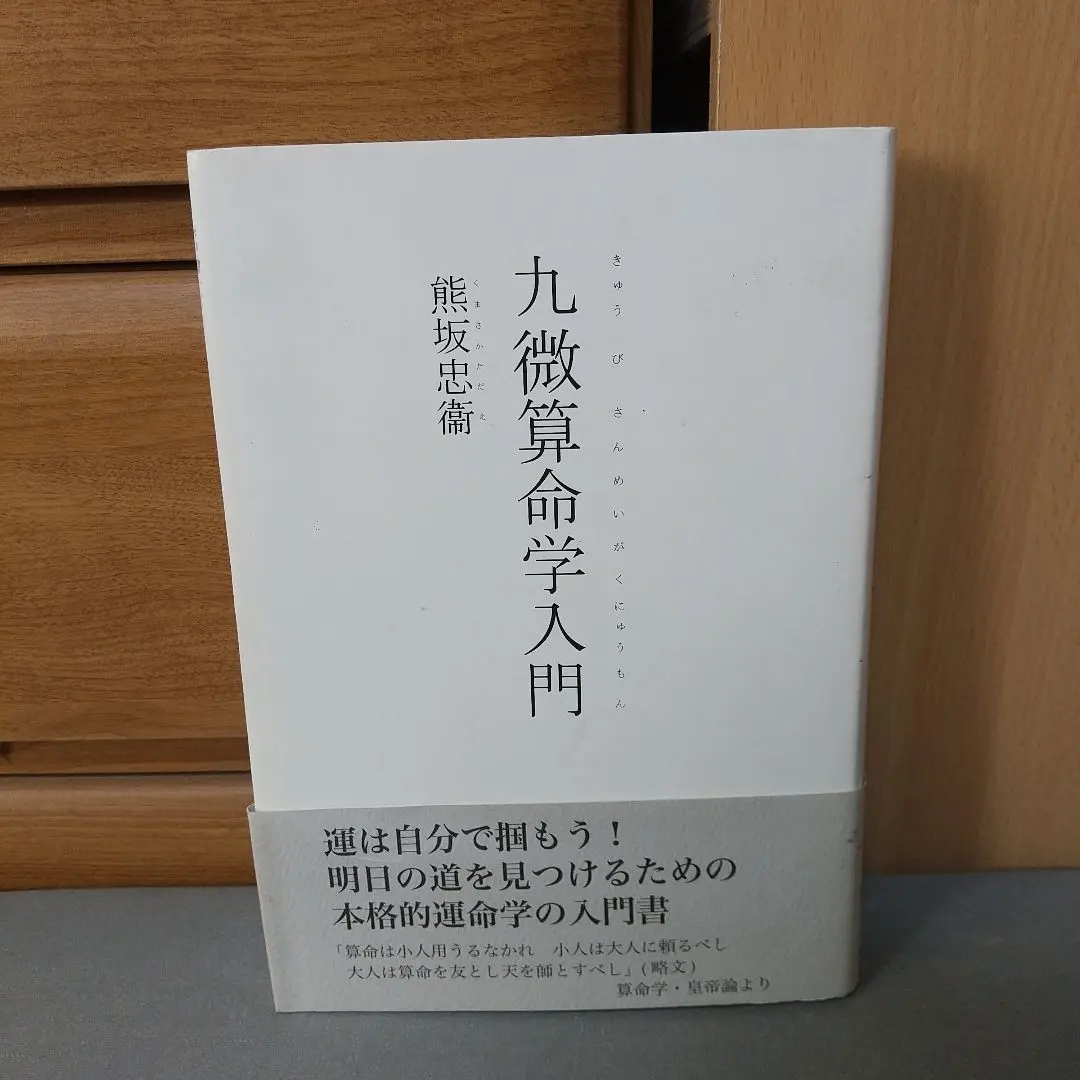 九微算命学入門
きゅうびさんめいがくにゅうもん
熊坂忠衞
くまさかただえ
運は自分で掴もう！
明日の道を見つけるための
本格的運命学の入門書
「算命は小人用うるなかれ　小人は大人に頼るべし
大人は算命を友とし天を師とすべし」(略文)
算命学・皇帝論より